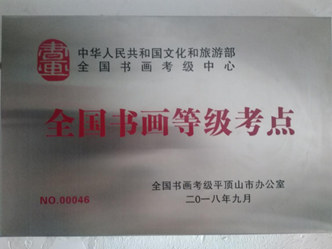 书画
中华人民共和国文化和旅游部
全国书画考级中心
全国书画等级考点
全国书画考级平顶山市办公室
NO.00046
二〇一八年九月